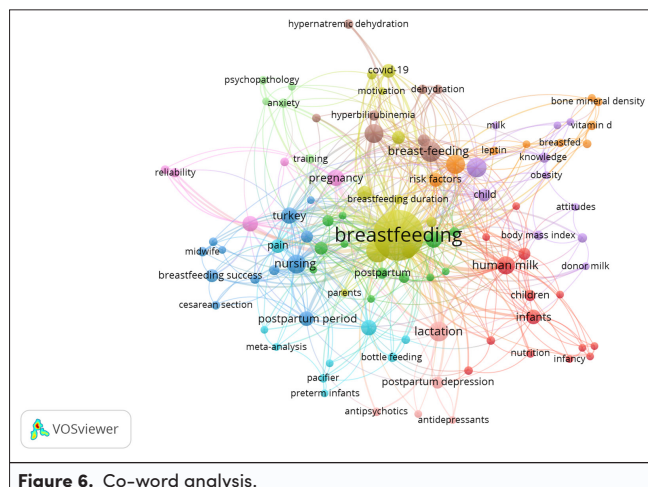 hypernatremic dehydration
covid-19
psychopathology
motivation
dehydration
anxiety
bone mineral density
hyperbilirubinemia
milk
vitamin d
breast-feeding
leptin
breastfed
training
knowledge
reliability
pregnancy
risk factors
obesity
child
breastfeeding duration
attitudes
turkey
breastfeeding
pain
body mass index
midwife
nursing
human milk
donor milk
breastfeeding success
postpartum
parents
children
cesarean section
postpartum period
infants
lactation
meta-analysis
bottle feeding
nutrition
infancy
pacifier
postpartum depression
preterm infants
antipsychotics
antidepressants
VOSviewer
Figure 6. Co-word analysis.